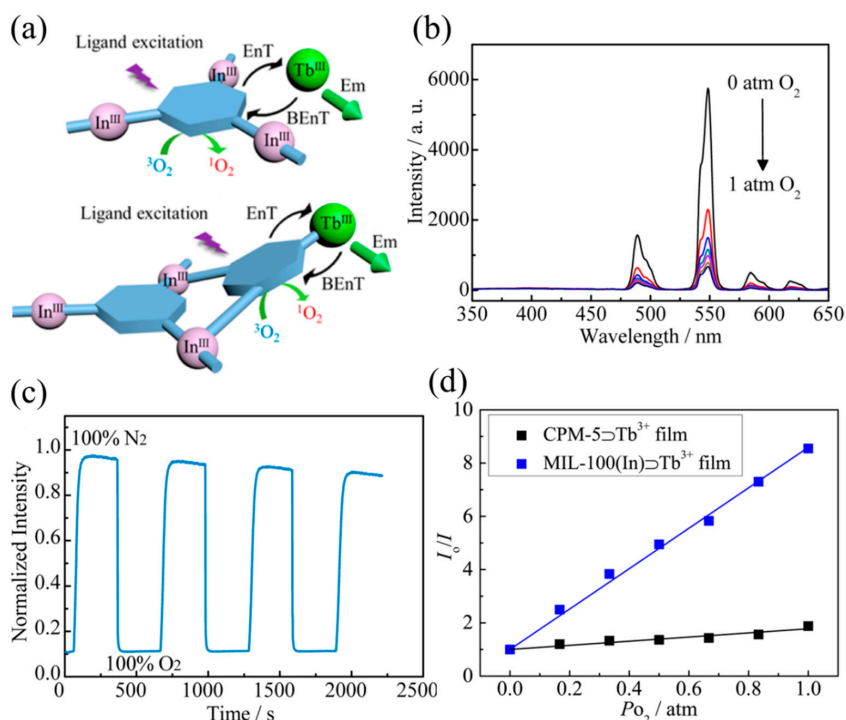 (a)
Ligand excitation
EnT
In^III
Tb^III
Em
In^III
BEnT
In^III
³O₂
¹O₂
Ligand excitation
EnT
Tb^III
Em
In^III
BEnT
In^III
³O₂
¹O₂
In^III
(b)
Intensity / a. u.
6000
4000
2000
0
0 atm O₂
1 atm O₂
350 400 450 500 550 600 650
Wavelength / nm
(c)
Normalized Intensity
1.0
0.9
0.8
0.4
0.2
0.0
100% N₂
100% O₂
0 500 1000 1500 2000 2500
Time / s
(d)
I₀/I
10
8
6
4
2
0
CPM-5⊃Tb³⁺ film
MIL-100(In)⊃Tb³⁺ film
0.0 0.2 0.4 0.6 0.8 1.0
Po₂ / atm